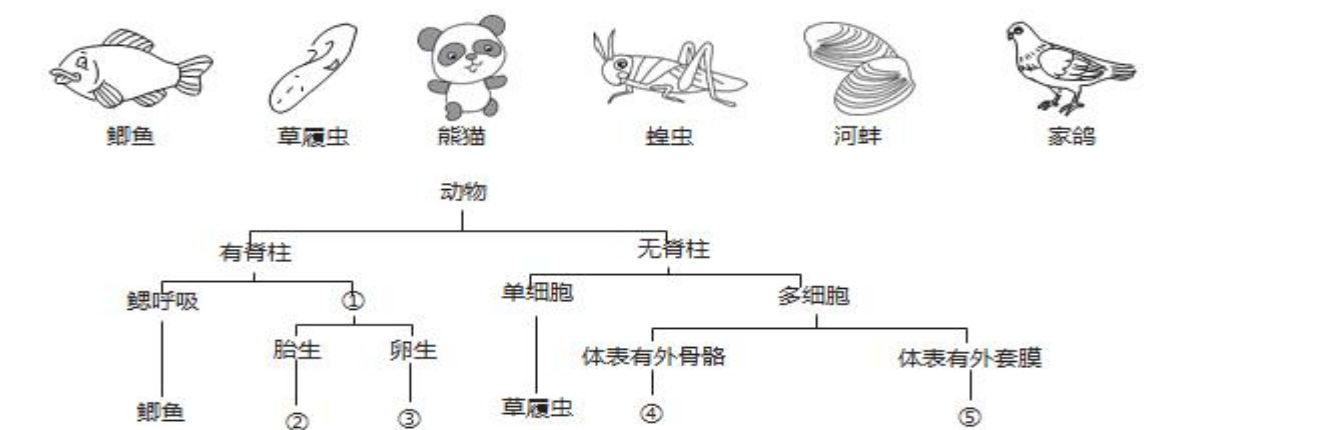 鲫鱼 草履虫 熊猫 蝗虫 河蚌 家鸽
动物
有脊柱 无脊柱
鳃呼吸 ① 单细胞 多细胞
胎生 卵生 体表有外骨骼 体表有外套膜
鲫鱼 ② ③ 草履虫 ④ ⑤